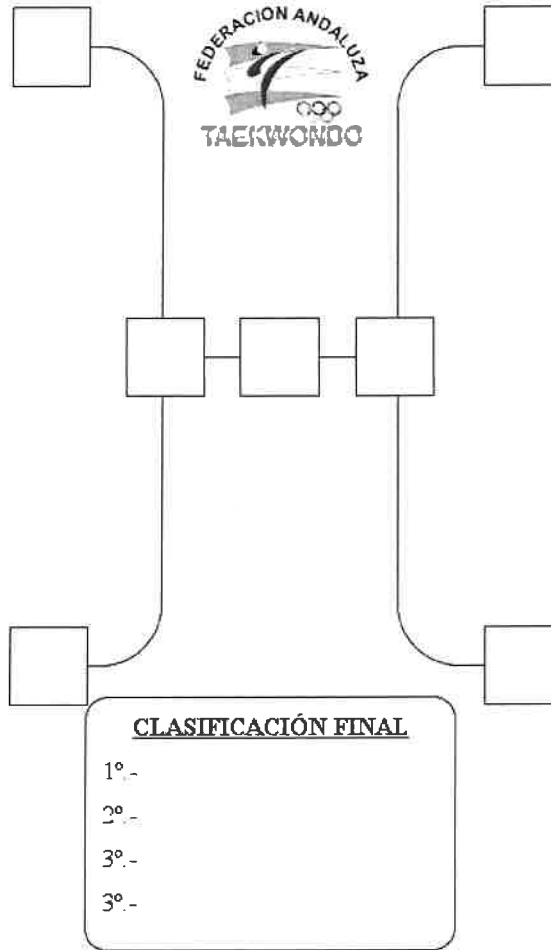 FEDERACION ANDALUZA
TAEKWONDO
CLASIFICACIÓN FINAL
1º.-
2º.-
3º.-
3º.-